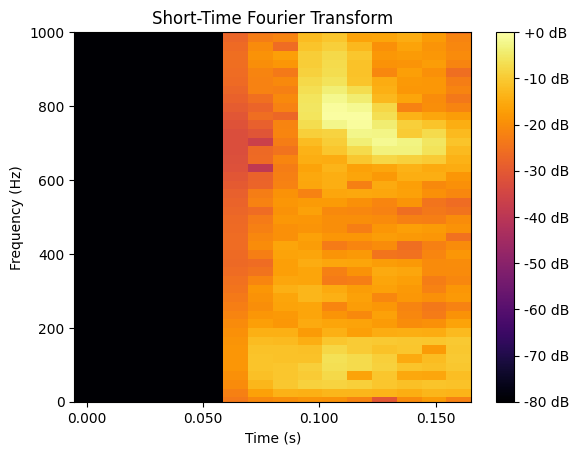 Short-Time Fourier Transform
1000
800
600
400
200
0
Frequency (Hz)
0.000
0.050
0.100
0.150
Time (s)
+0 dB
-10 dB
-20 dB
-30 dB
-40 dB
-50 dB
-60 dB
-70 dB
-80 dB